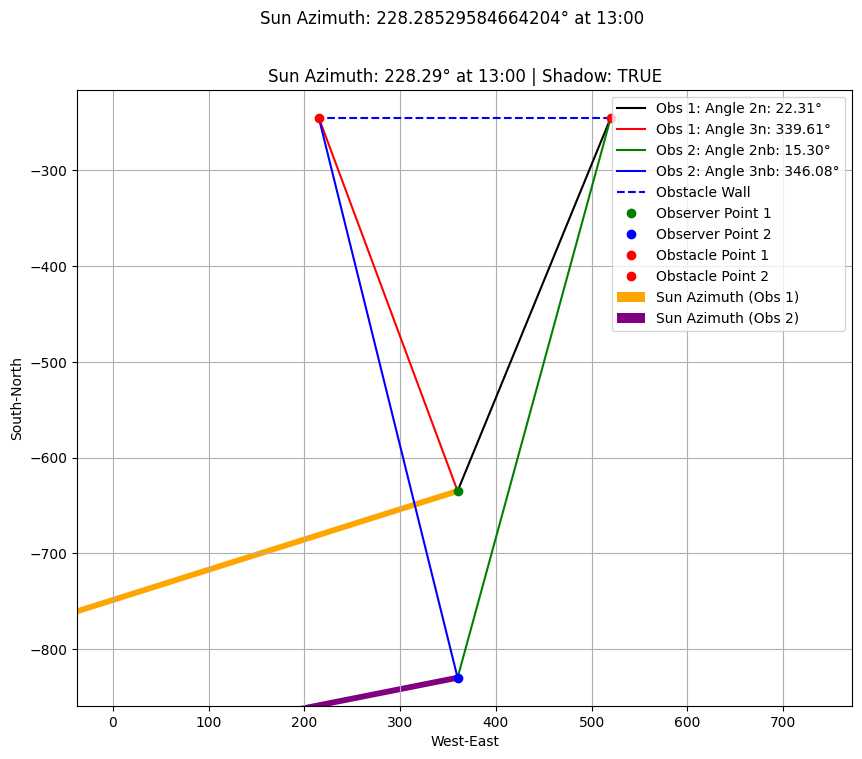 Sun Azimuth: 228.28529584664204° at 13:00
Sun Azimuth: 228.29° at 13:00 | Shadow: TRUE
Obs 1: Angle 2n: 22.31°
Obs 1: Angle 3n: 339.61°
Obs 2: Angle 2nb: 15.30°
Obs 2: Angle 3nb: 346.08°
Obstacle Wall
Observer Point 1
Observer Point 2
Obstacle Point 1
Obstacle Point 2
Sun Azimuth (Obs 1)
Sun Azimuth (Obs 2)
South-North
−300
−400
−500
−600
−700
−800
0 100 200 300 400 500 600 700
West-East